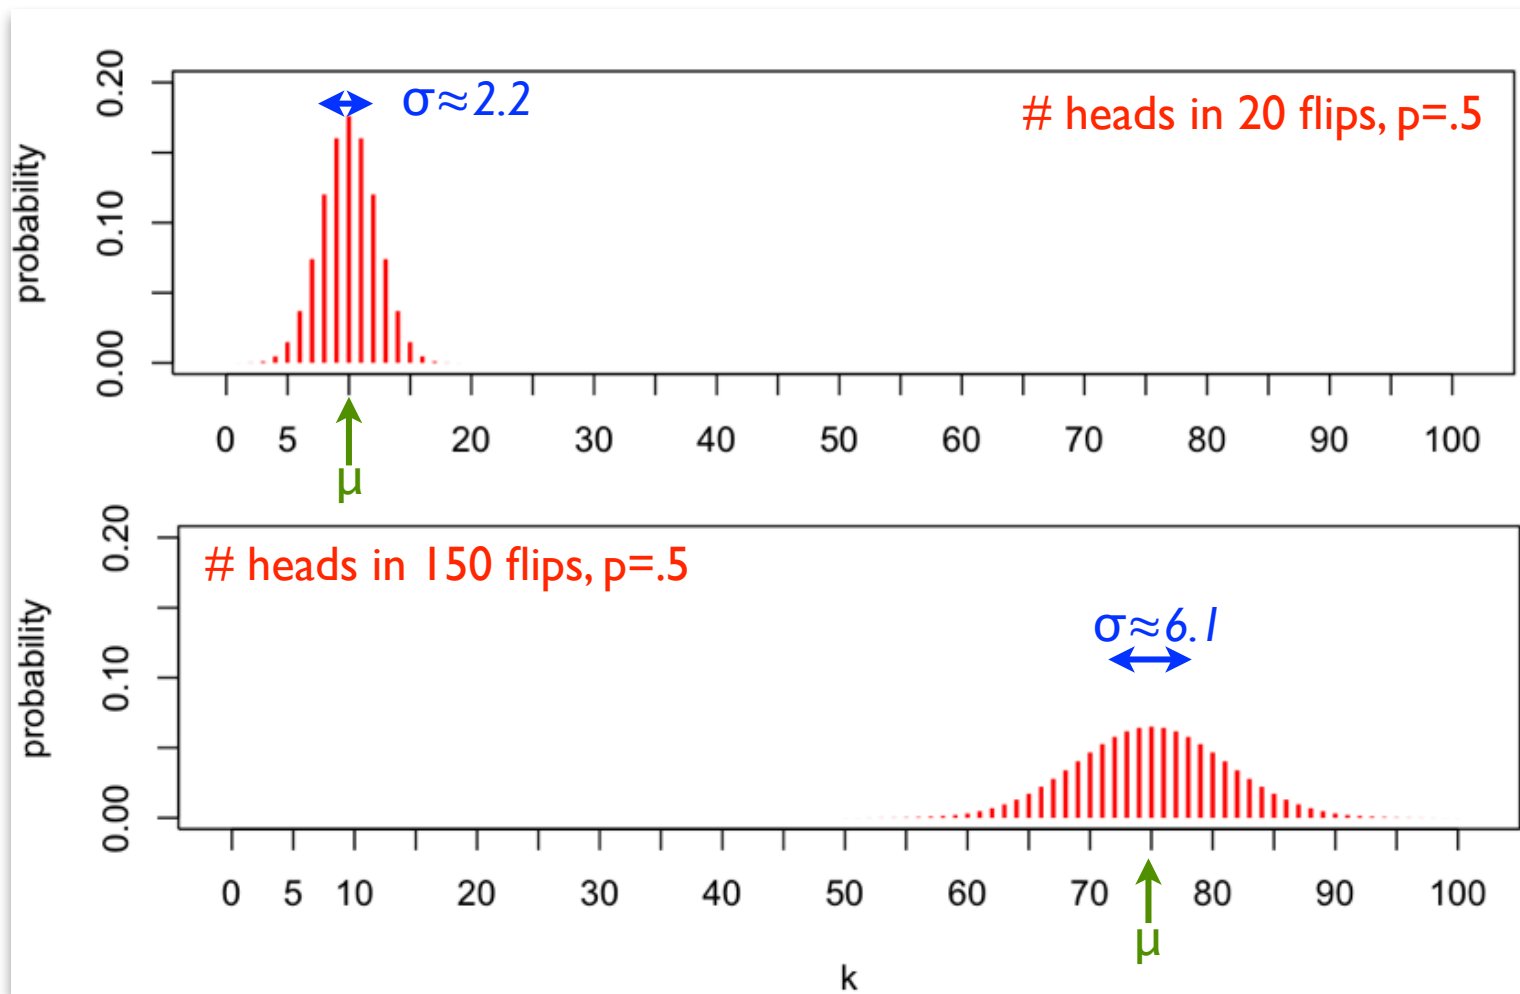 0.20
σ≈2.2
# heads in 20 flips, p=.5
probability
0.10
0.00
0 5 20 30 40 50 60 70 80 90 100
μ
0.20
# heads in 150 flips, p=.5
σ≈6.1
probability
0.10
0.00
0 5 10 20 30 40 50 60 70 80 90 100
μ
k